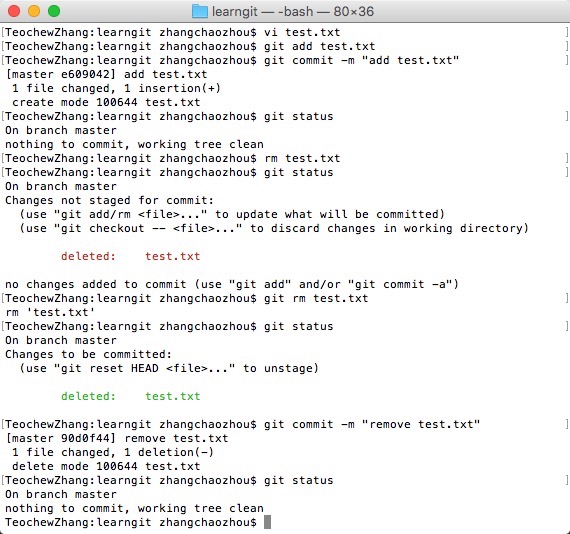 learngit — -bash — 80×36
[TeochewZhang:learngit zhangchaozhou$ vi test.txt ]
[TeochewZhang:learngit zhangchaozhou$ git add test.txt ]
[TeochewZhang:learngit zhangchaozhou$ git commit -m "add test.txt" ]
[master e609042] add test.txt
 1 file changed, 1 insertion(+)
 create mode 100644 test.txt
[TeochewZhang:learngit zhangchaozhou$ git status ]
On branch master
nothing to commit, working tree clean
[TeochewZhang:learngit zhangchaozhou$ rm test.txt ]
[TeochewZhang:learngit zhangchaozhou$ git status ]
On branch master
Changes not staged for commit:
  (use "git add/rm <file>..." to update what will be committed)
  (use "git checkout -- <file>..." to discard changes in working directory)
        deleted:    test.txt
no changes added to commit (use "git add" and/or "git commit -a")
[TeochewZhang:learngit zhangchaozhou$ git rm test.txt ]
rm 'test.txt'
[TeochewZhang:learngit zhangchaozhou$ git status ]
On branch master
Changes to be committed:
  (use "git reset HEAD <file>..." to unstage)
        deleted:    test.txt
[TeochewZhang:learngit zhangchaozhou$ git commit -m "remove test.txt" ]
[master 90d0f44] remove test.txt
 1 file changed, 1 deletion(-)
 delete mode 100644 test.txt
[TeochewZhang:learngit zhangchaozhou$ git status ]
On branch master
nothing to commit, working tree clean
TeochewZhang:learngit zhangchaozhou$